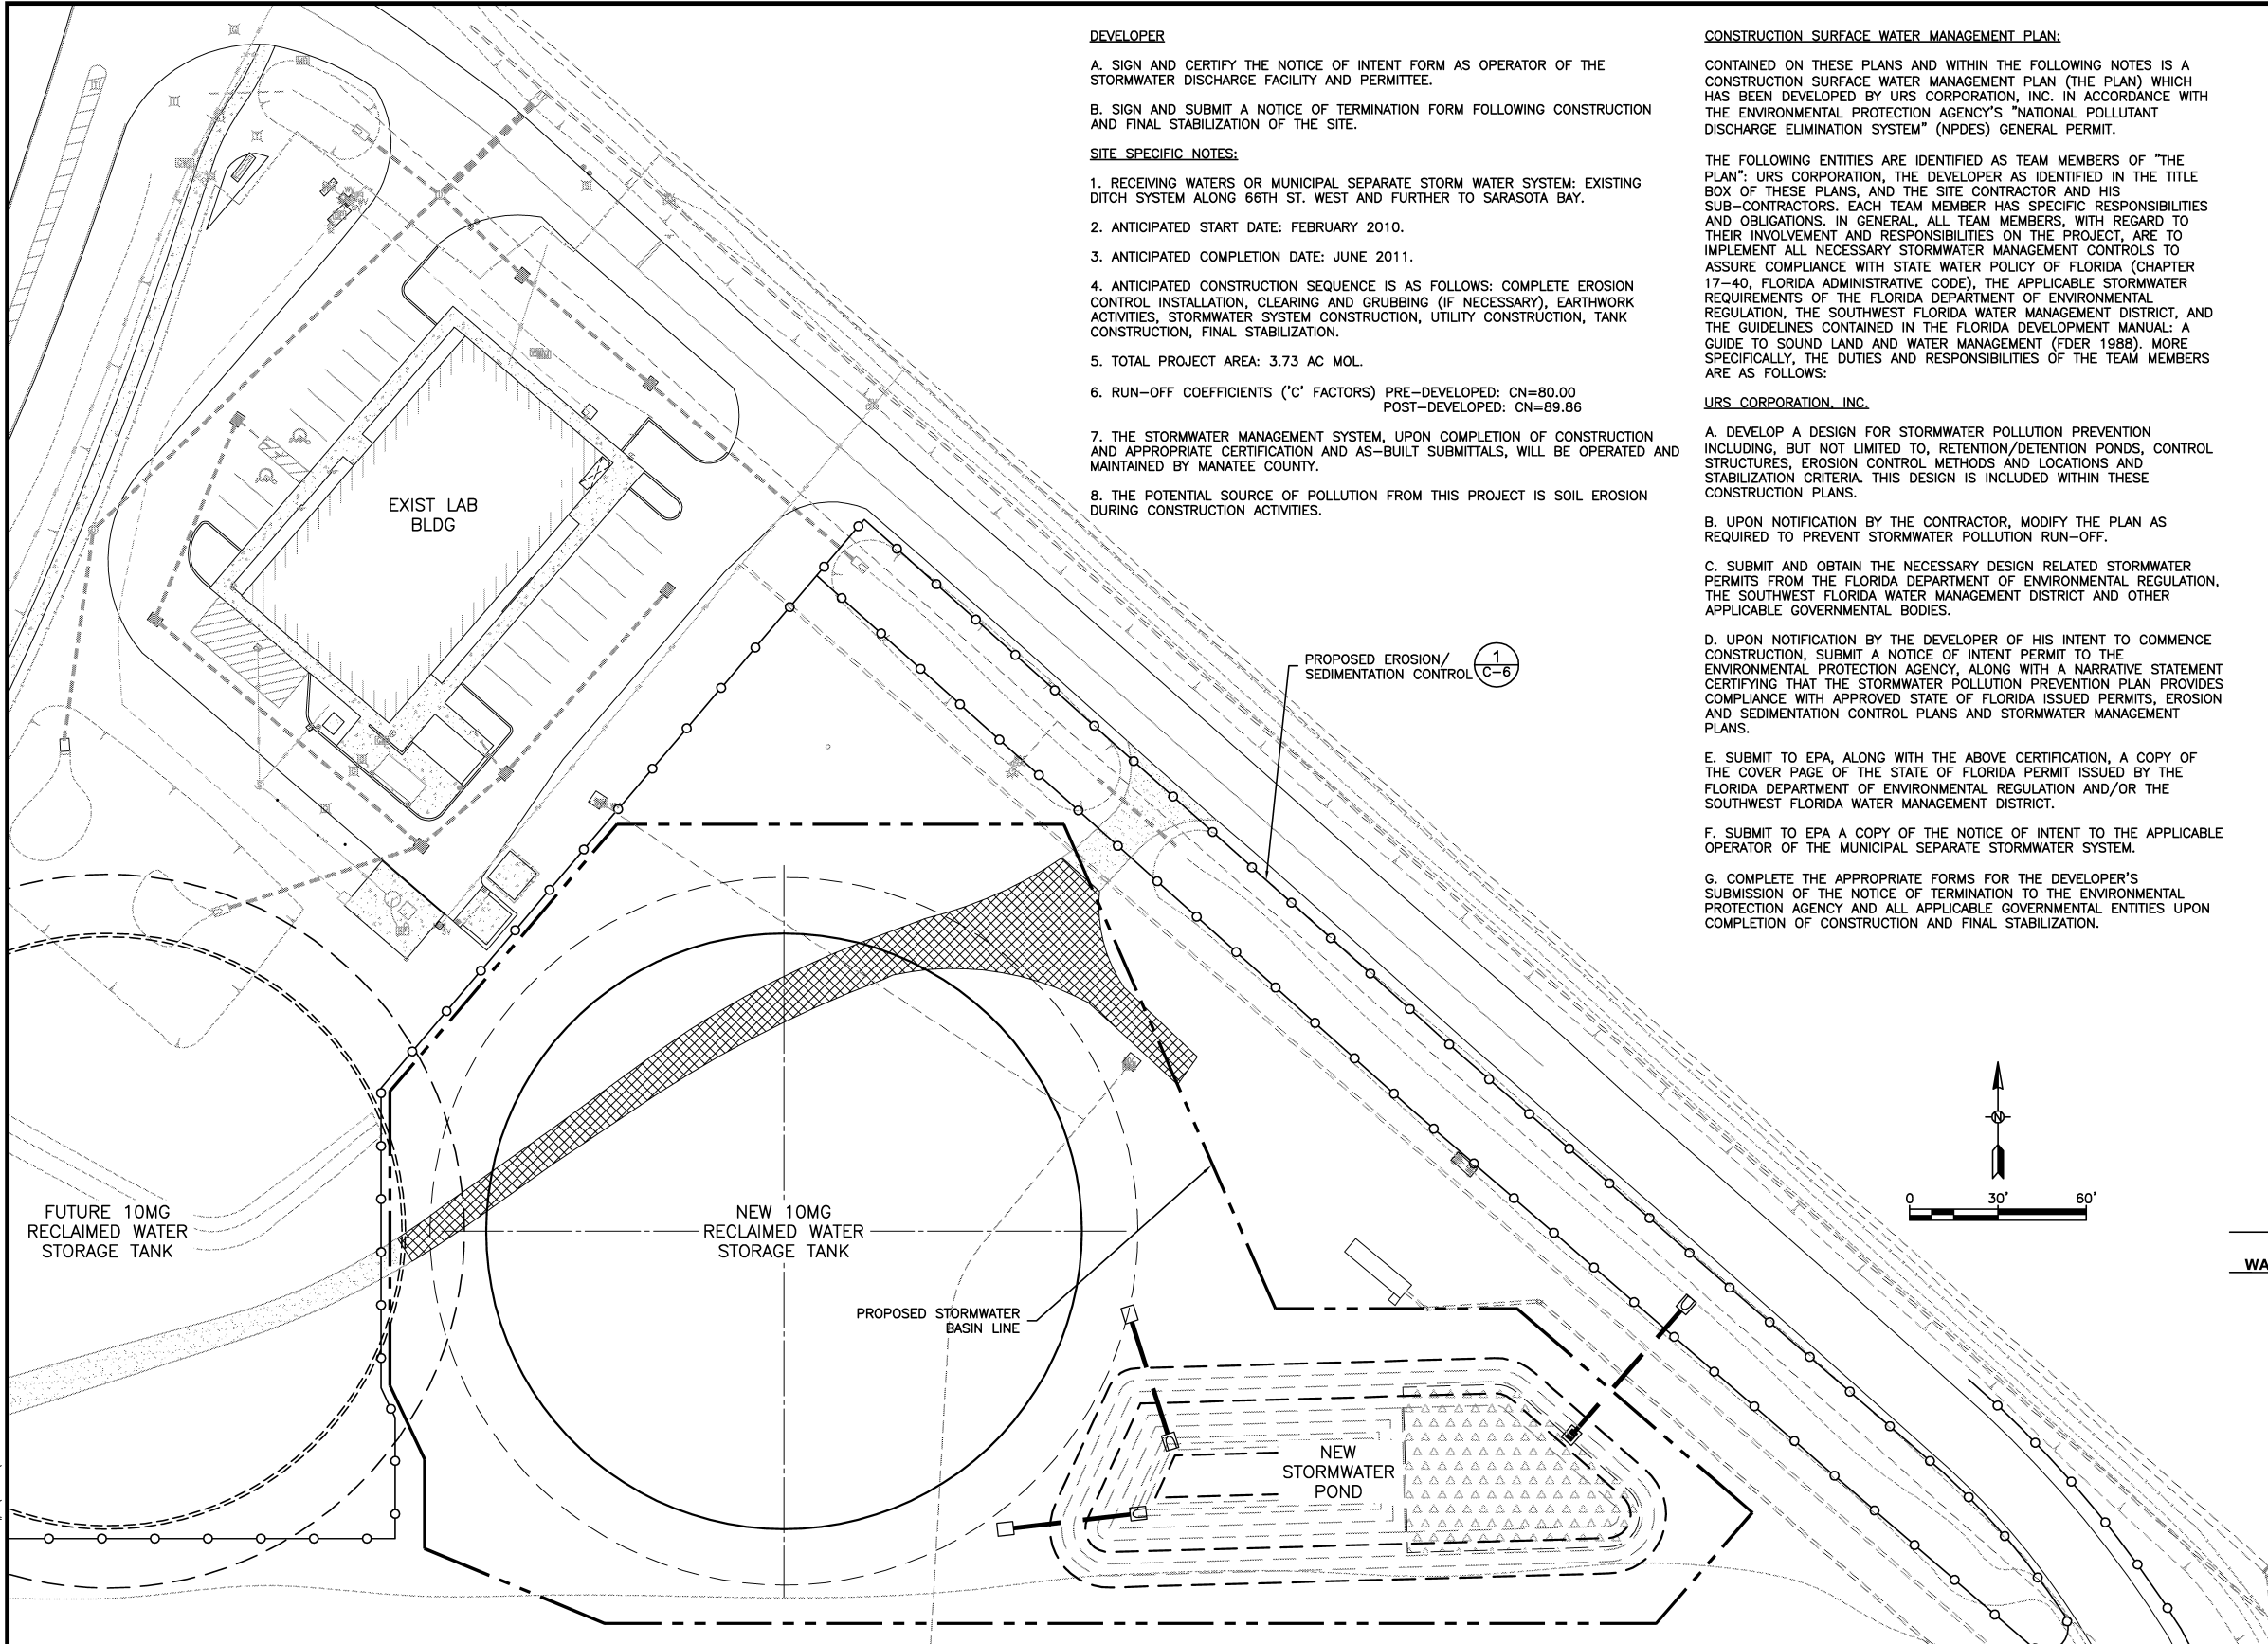 DEVELOPER
A. SIGN AND CERTIFY THE NOTICE OF INTENT FORM AS OPERATOR OF THE
STORMWATER DISCHARGE FACILITY AND PERMITTEE.
B. SIGN AND SUBMIT A NOTICE OF TERMINATION FORM FOLLOWING CONSTRUCTION
AND FINAL STABILIZATION OF THE SITE.
SITE SPECIFIC NOTES:
1. RECEIVING WATERS OR MUNICIPAL SEPARATE STORM WATER SYSTEM: EXISTING
DITCH SYSTEM ALONG 66TH ST. WEST AND FURTHER TO SARASOTA BAY.
2. ANTICIPATED START DATE: FEBRUARY 2010.
3. ANTICIPATED COMPLETION DATE: JUNE 2011.
4. ANTICIPATED CONSTRUCTION SEQUENCE IS AS FOLLOWS: COMPLETE EROSION
CONTROL INSTALLATION, CLEARING AND GRUBBING (IF NECESSARY), EARTHWORK
ACTIVITIES, STORMWATER SYSTEM CONSTRUCTION, UTILITY CONSTRUCTION, TANK
CONSTRUCTION, FINAL STABILIZATION.
5. TOTAL PROJECT AREA: 3.73 AC MOL.
6. RUN-OFF COEFFICIENTS ('C' FACTORS) PRE-DEVELOPED: CN=80.00
POST-DEVELOPED: CN=89.86
7. THE STORMWATER MANAGEMENT SYSTEM, UPON COMPLETION OF CONSTRUCTION
AND APPROPRIATE CERTIFICATION AND AS-BUILT SUBMITTALS, WILL BE OPERATED AND
MAINTAINED BY MANATEE COUNTY.
8. THE POTENTIAL SOURCE OF POLLUTION FROM THIS PROJECT IS SOIL EROSION
DURING CONSTRUCTION ACTIVITIES.
CONSTRUCTION SURFACE WATER MANAGEMENT PLAN:
CONTAINED ON THESE PLANS AND WITHIN THE FOLLOWING NOTES IS A
CONSTRUCTION SURFACE WATER MANAGEMENT PLAN (THE PLAN) WHICH
HAS BEEN DEVELOPED BY URS CORPORATION, INC. IN ACCORDANCE WITH
THE ENVIRONMENTAL PROTECTION AGENCY'S "NATIONAL POLLUTANT
DISCHARGE ELIMINATION SYSTEM" (NPDES) GENERAL PERMIT.
THE FOLLOWING ENTITIES ARE IDENTIFIED AS TEAM MEMBERS OF "THE
PLAN": URS CORPORATION, THE DEVELOPER AS IDENTIFIED IN THE TITLE
BOX OF THESE PLANS, AND THE SITE CONTRACTOR AND HIS
SUB-CONTRACTORS. EACH TEAM MEMBER HAS SPECIFIC RESPONSIBILITIES
AND OBLIGATIONS. IN GENERAL, ALL TEAM MEMBERS, WITH REGARD TO
THEIR INVOLVEMENT AND RESPONSIBILITIES ON THE PROJECT, ARE TO
IMPLEMENT ALL NECESSARY STORMWATER MANAGEMENT CONTROLS TO
ASSURE COMPLIANCE WITH STATE WATER POLICY OF FLORIDA (CHAPTER
17-40, FLORIDA ADMINISTRATIVE CODE), THE APPLICABLE STORMWATER
REQUIREMENTS OF THE FLORIDA DEPARTMENT OF ENVIRONMENTAL
REGULATION, THE SOUTHWEST FLORIDA WATER MANAGEMENT DISTRICT, AND
THE GUIDELINES CONTAINED IN THE FLORIDA DEVELOPMENT MANUAL: A
GUIDE TO SOUND LAND AND WATER MANAGEMENT (FDER 1988). MORE
SPECIFICALLY, THE DUTIES AND RESPONSIBILITIES OF THE TEAM MEMBERS
ARE AS FOLLOWS:
URS CORPORATION, INC.
A. DEVELOP A DESIGN FOR STORMWATER POLLUTION PREVENTION
INCLUDING, BUT NOT LIMITED TO, RETENTION/DETENTION PONDS, CONTROL
STRUCTURES, EROSION CONTROL METHODS AND LOCATIONS AND
STABILIZATION CRITERIA. THIS DESIGN IS INCLUDED WITHIN THESE
CONSTRUCTION PLANS.
B. UPON NOTIFICATION BY THE CONTRACTOR, MODIFY THE PLAN AS
REQUIRED TO PREVENT STORMWATER POLLUTION RUN-OFF.
C. SUBMIT AND OBTAIN THE NECESSARY DESIGN RELATED STORMWATER
PERMITS FROM THE FLORIDA DEPARTMENT OF ENVIRONMENTAL REGULATION,
THE SOUTHWEST FLORIDA WATER MANAGEMENT DISTRICT AND OTHER
APPLICABLE GOVERNMENTAL BODIES.
D. UPON NOTIFICATION BY THE DEVELOPER OF HIS INTENT TO COMMENCE
CONSTRUCTION, SUBMIT A NOTICE OF INTENT PERMIT TO THE
ENVIRONMENTAL PROTECTION AGENCY, ALONG WITH A NARRATIVE STATEMENT
CERTIFYING THAT THE STORMWATER POLLUTION PREVENTION PLAN PROVIDES
COMPLIANCE WITH APPROVED STATE OF FLORIDA ISSUED PERMITS, EROSION
AND SEDIMENTATION CONTROL PLANS AND STORMWATER MANAGEMENT
PLANS.
E. SUBMIT TO EPA, ALONG WITH THE ABOVE CERTIFICATION, A COPY OF
THE COVER PAGE OF THE STATE OF FLORIDA PERMIT ISSUED BY THE
FLORIDA DEPARTMENT OF ENVIRONMENTAL REGULATION AND/OR THE
SOUTHWEST FLORIDA WATER MANAGEMENT DISTRICT.
F. SUBMIT TO EPA A COPY OF THE NOTICE OF INTENT TO THE APPLICABLE
OPERATOR OF THE MUNICIPAL SEPARATE STORMWATER SYSTEM.
G. COMPLETE THE APPROPRIATE FORMS FOR THE DEVELOPER'S
SUBMISSION OF THE NOTICE OF TERMINATION TO THE ENVIRONMENTAL
PROTECTION AGENCY AND ALL APPLICABLE GOVERNMENTAL ENTITIES UPON
COMPLETION OF CONSTRUCTION AND FINAL STABILIZATION.
EXIST LAB
BLDG
PROPOSED EROSION/
SEDIMENTATION CONTROL
1
C-6
FUTURE 10MG
RECLAIMED WATER
STORAGE TANK
NEW 10MG
RECLAIMED WATER
STORAGE TANK
PROPOSED STORMWATER
BASIN LINE
NEW
STORMWATER
POND
N
0 30' 60'
WA